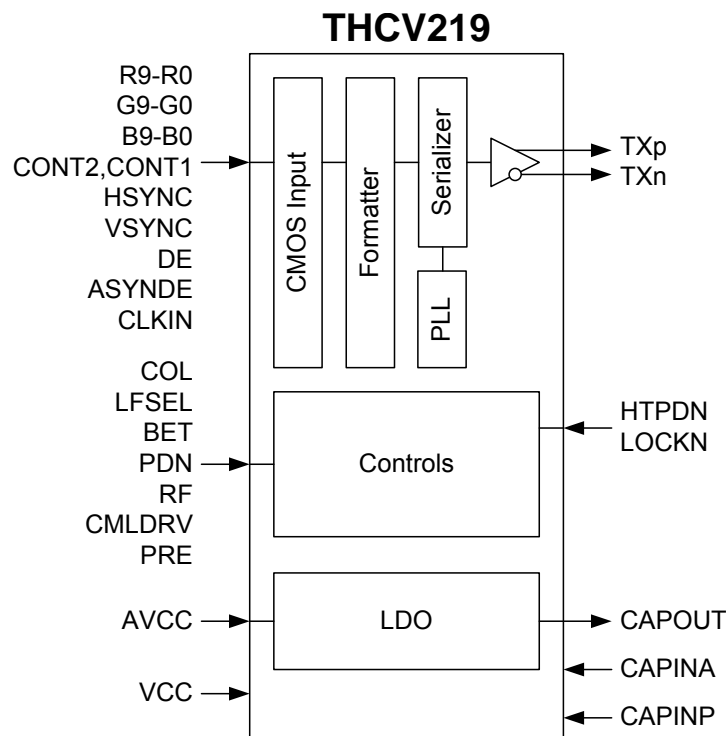 THCV219
R9-R0
G9-G0
B9-B0
CONT2,CONT1
HSYNC
VSYNC
DE
ASYNDE
CLKIN
CMOS Input
Formatter
Serializer
PLL
TXp
TXn
COL
LFSEL
BET
PDN
RF
CMLDRV
PRE
Controls
HTPDN
LOCKN
AVCC
LDO
CAPOUT
CAPINA
VCC
CAPINP